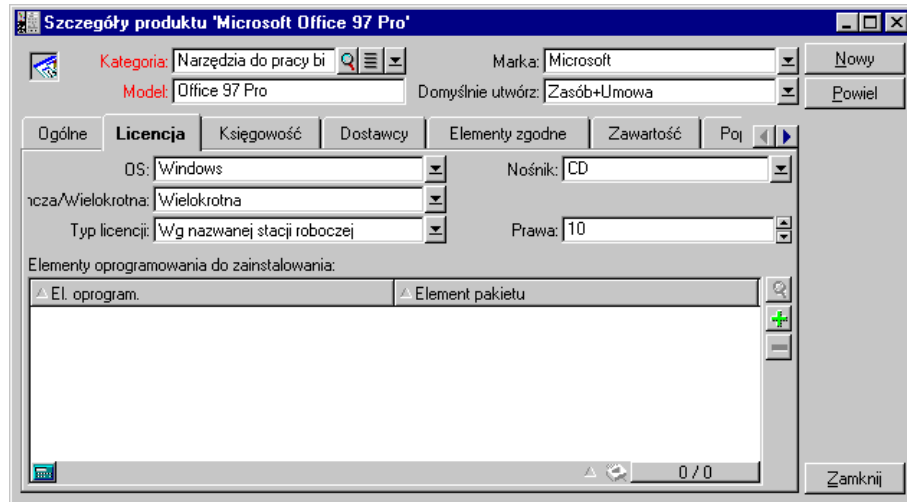 Szczegóły produktu 'Microsoft Office 97 Pro'
Kategoria: Narzędzia do pracy bi Marka: Microsoft Nowy
Model: Office 97 Pro Domyślnie utwórz: Zasób+Umowa Powiel
Ogólne Licencja Księgowość Dostawcy Elementy zgodne Zawartość Poj
OS: Windows Nośnik: CD
ncza/Wielokrotna: Wielokrotna
Typ licencji: Wg nazwanej stacji roboczej Prawa: 10
Elementy oprogramowania do zainstalowania:
El. oprogram. Element pakietu
0 / 0
Zamknij